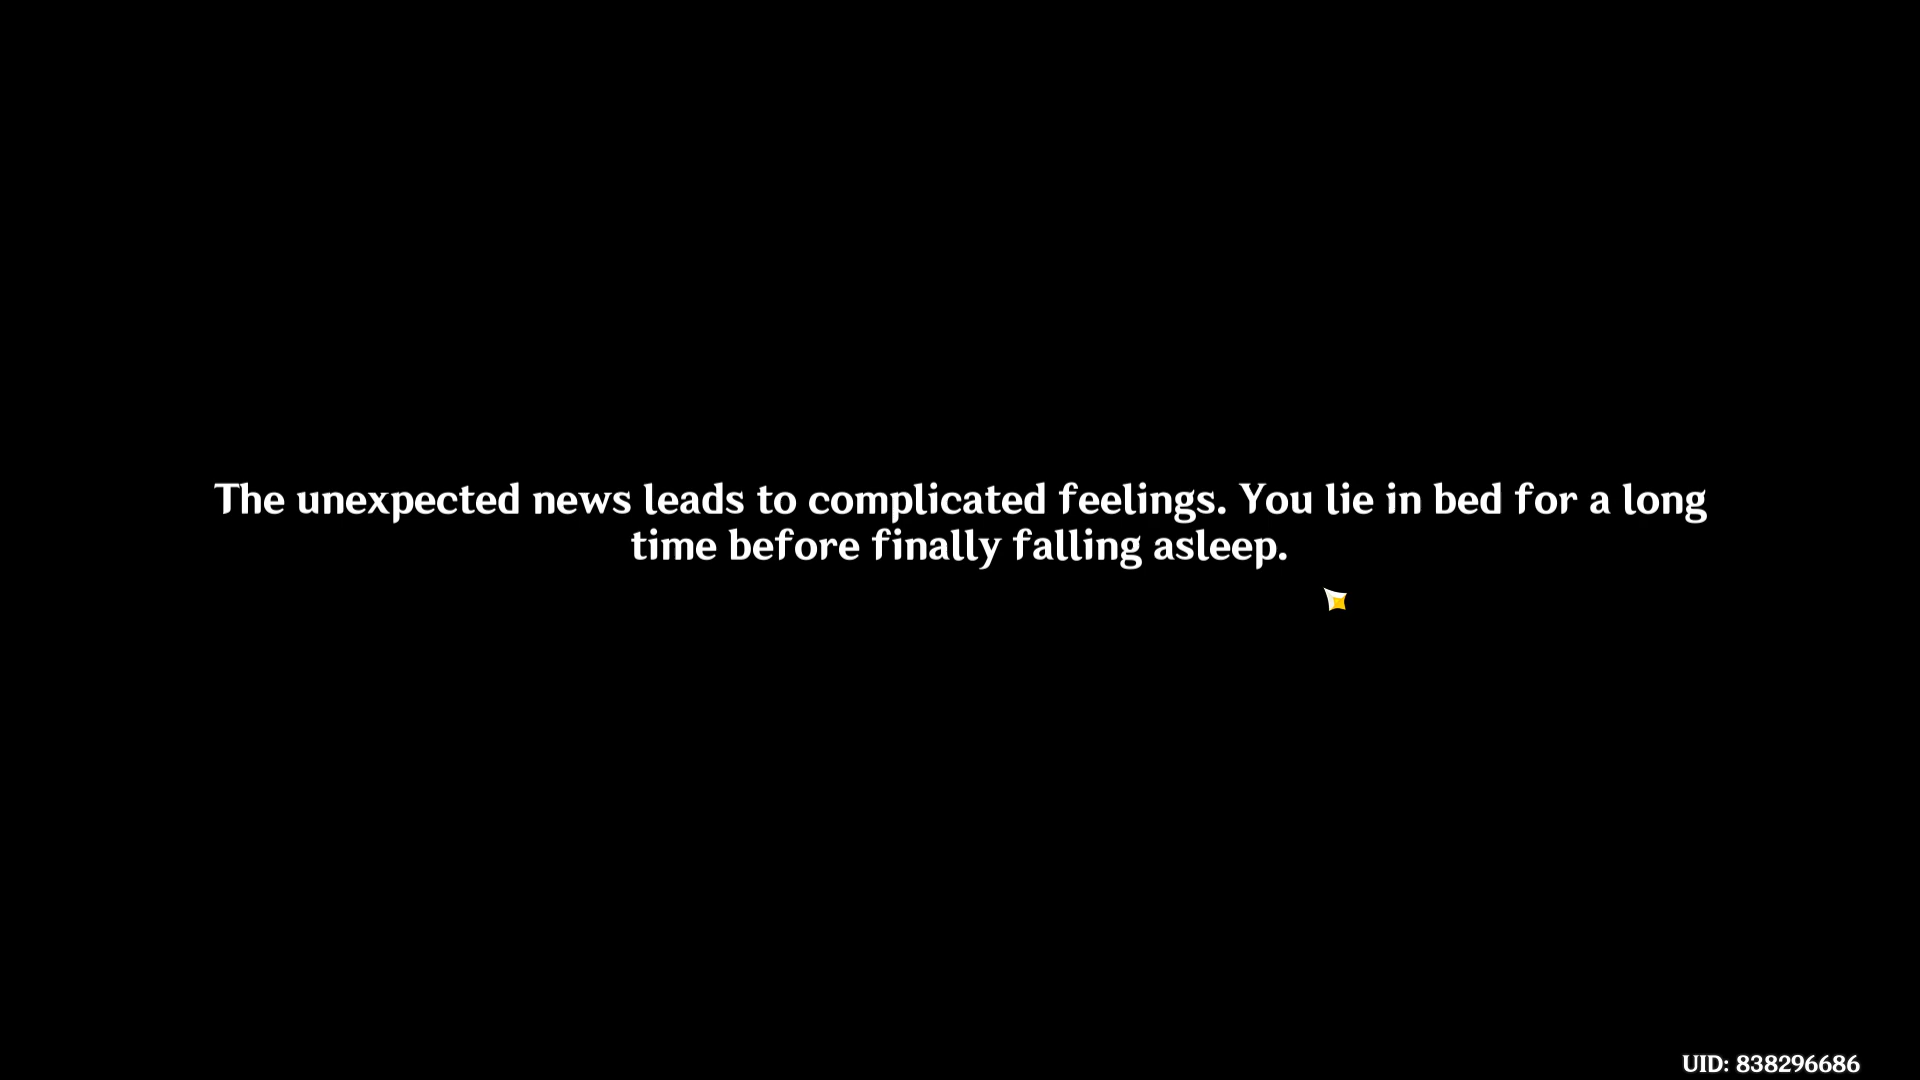 The unexpected news leads to complicated feelings. You lie in bed for a long
time before finally falling asleep.
UID: 838296686